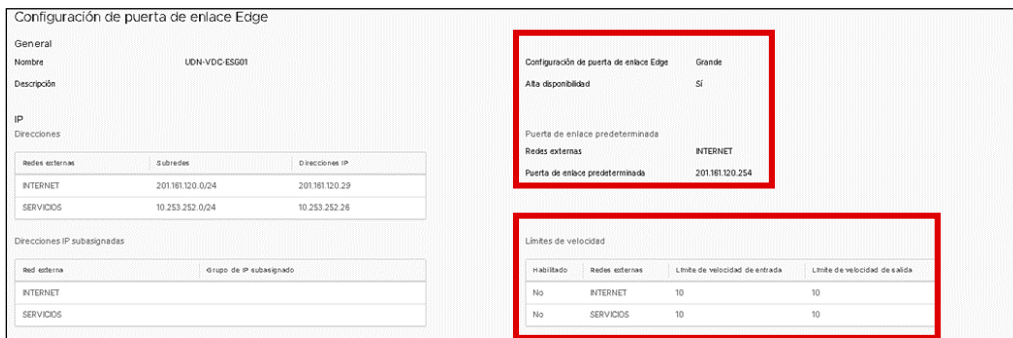 Configuración de puerta de enlace Edge
General
Nombre UDN-VDC-ESG01
Descripción
Configuración de puerta de enlace Edge Grande
Alta disponibilidad Sí
IP
Direcciones
Redes externas Subredes Direcciones IP
INTERNET 201.161.120.0/24 201.161.120.29
SERVICIOS 10.253.252.0/24 10.253.252.26
Puerta de enlace predeterminada
Redes externas INTERNET
Puerta de enlace predeterminada 201.161.120.254
Direcciones IP subasignadas
Red externa Grupo de IP subasignado
INTERNET
SERVICIOS
Límites de velocidad
Habilitado Redes externas Límite de velocidad de entrada Límite de velocidad de salida
No INTERNET 10 10
No SERVICIOS 10 10